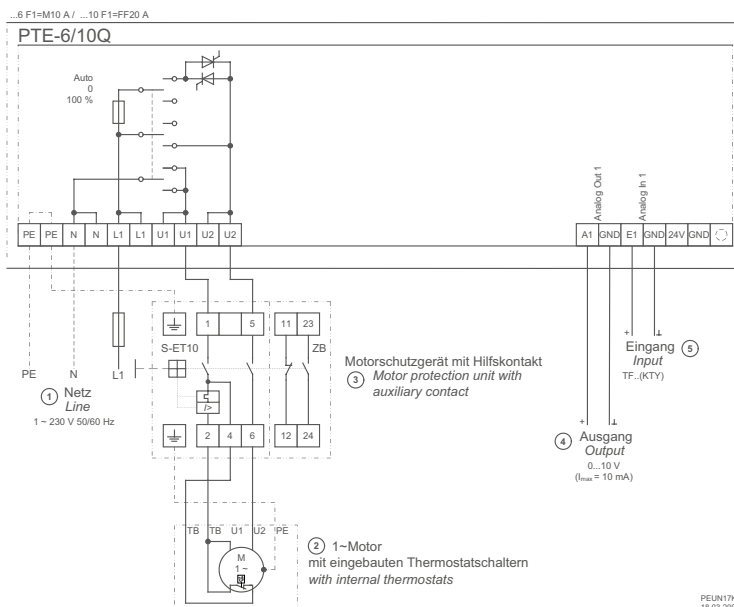 ...6 F1=M10 A / ...10 F1=FF20 A
PTE-6/10Q
Auto
0
100 %
Analog Out 1
Analog In 1
PE PE N N L1 L1 U1 U1 U2 U2
A1 GND E1 GND 24V GND
1 5
11 23
S-ET10
ZB
PE N L1
1 Netz
Line
1 ~ 230 V 50/60 Hz
I>
2 4 6
12 24
Motorschutzgerät mit Hilfskontakt
3 Motor protection unit with
auxiliary contact
+ ⊥
Eingang 5
Input
TF..(KTY)
+ ⊥
4 Ausgang
Output
0...10 V
(Imax = 10 mA)
TB TB U1 U2 PE
M
1 ~
2 1~Motor
mit eingebauten Thermostatschaltern
with internal thermostats